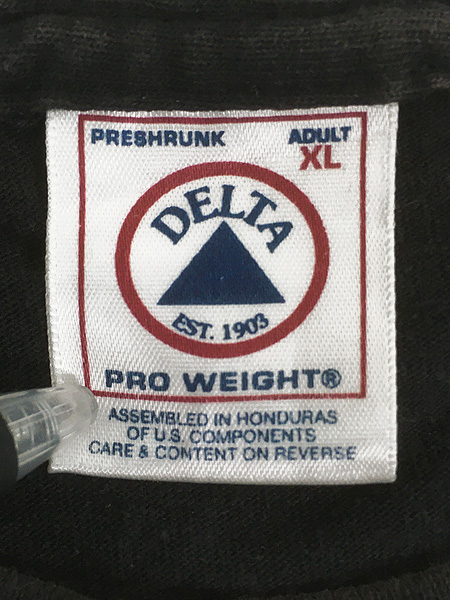 PRESHRUNK ADULT
XL
DELTA
EST. 1903
PRO WEIGHT®
ASSEMBLED IN HONDURAS
OF U.S. COMPONENTS
CARE & CONTENT ON REVERSE